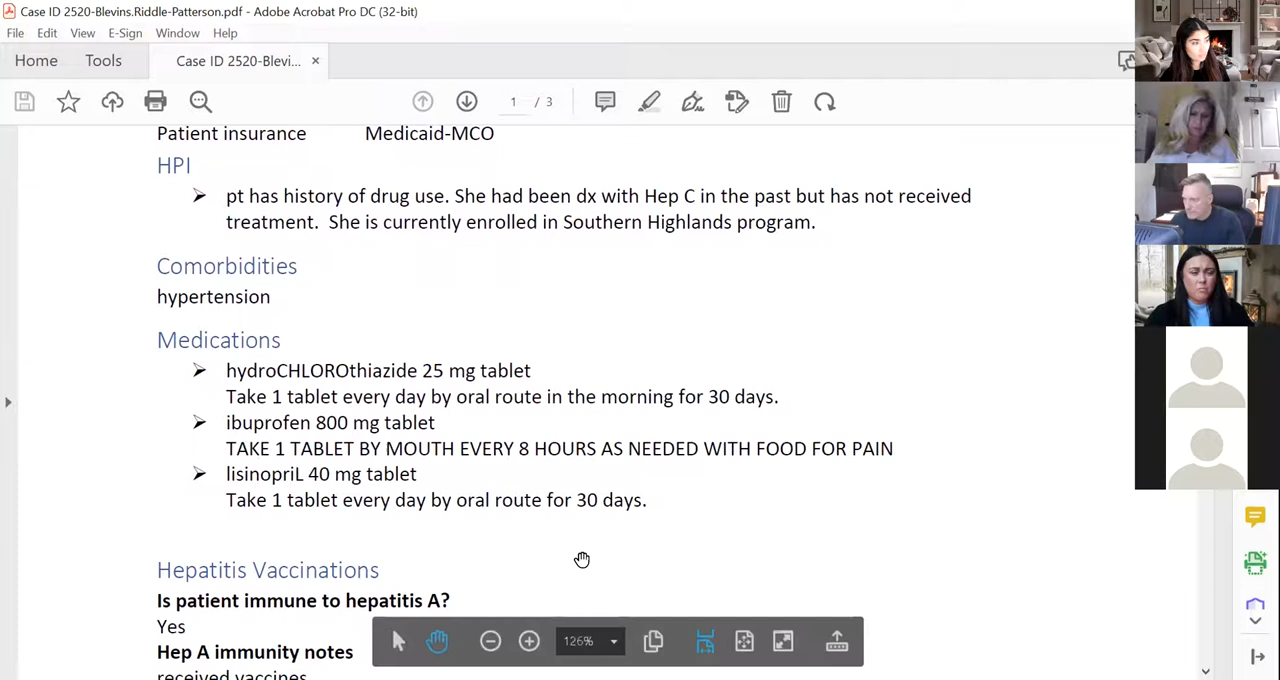 Case ID 2520-Blevins.Riddle-Patterson.pdf - Adobe Acrobat Pro DC (32-bit)
File Edit View E-Sign Window Help
Home Tools Case ID 2520-Blevi... ×
1 / 3
Patient insurance Medicaid-MCO
HPI
pt has history of drug use. She had been dx with Hep C in the past but has not received
treatment. She is currently enrolled in Southern Highlands program.
Comorbidities
hypertension
Medications
hydroCHLOROthiazide 25 mg tablet
Take 1 tablet every day by oral route in the morning for 30 days.
ibuprofen 800 mg tablet
TAKE 1 TABLET BY MOUTH EVERY 8 HOURS AS NEEDED WITH FOOD FOR PAIN
lisinopriL 40 mg tablet
Take 1 tablet every day by oral route for 30 days.
Hepatitis Vaccinations
Is patient immune to hepatitis A?
Yes
Hep A immunity notes
received vaccines
126%